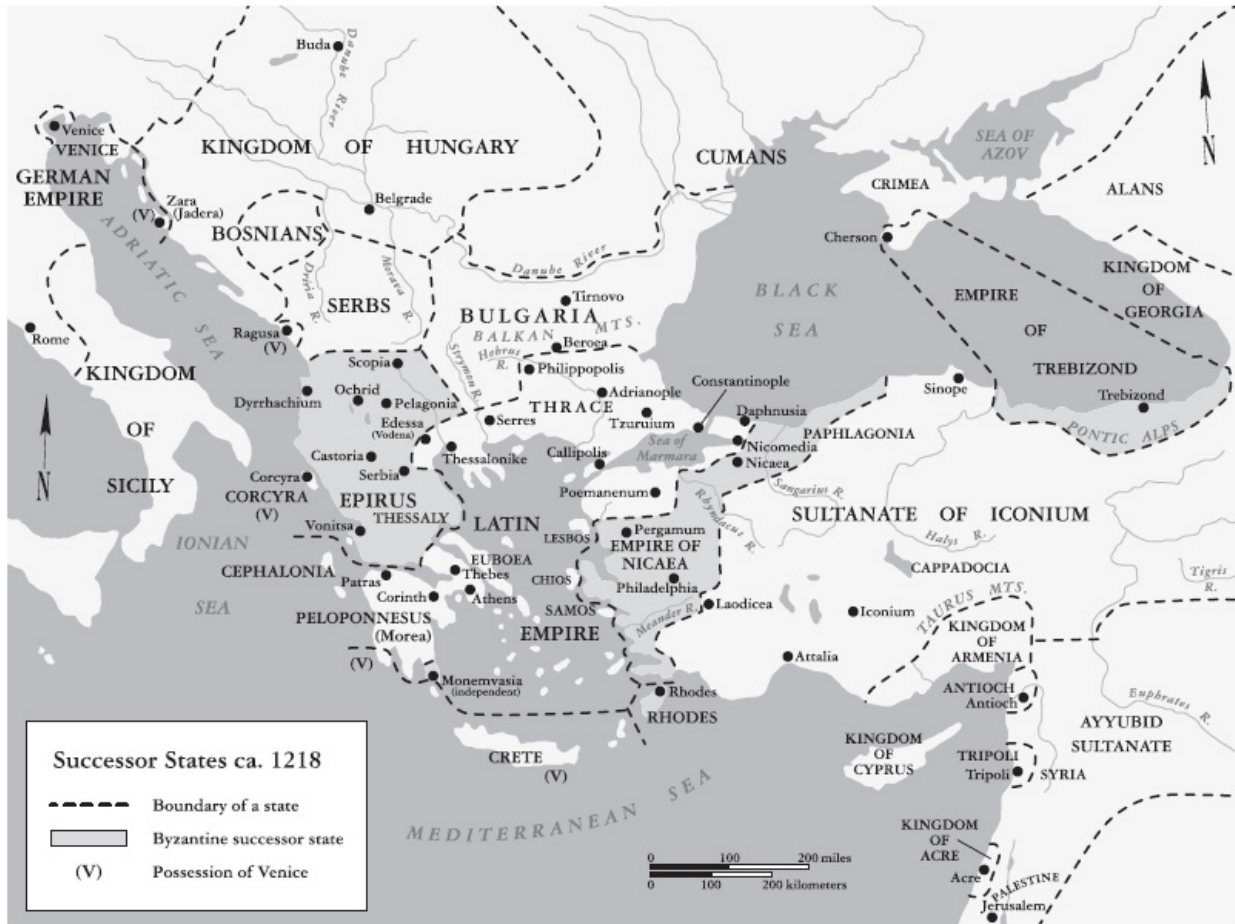 Buda
Danube River
Venice
VENICE
KINGDOM OF HUNGARY
CUMANS
SEA OF
AZOV
N
GERMAN
EMPIRE
CRIMEA
ALANS
Zara
(Jadera)
(V)
Belgrade
BOSNIANS
ADRIATIC SEA
Cherson
Danube River
Drina R.
Morava R.
KINGDOM
OF
GEORGIA
SERBS
Tirnovo
BLACK
SEA
EMPIRE
OF
TREBIZOND
BULGARIA
BALKAN MTS.
Ragusa
(V)
Rome
Beroea
Hebrus
R.
Strymon R.
Scopia
Philippopolis
KINGDOM
OF
SICILY
Dyrrhachium
Ochrid
Pelagonia
Adrianople
Constantinople
Sinope
Trebizond
THRACE
Tzurulum
Daphnusia
Edessa
(Vodena)
Serres
Sea of
Marmara
Nicomedia
PAPHLAGONIA
PONTIC ALPS
N
Castoria
Thessalonike
Callipolis
Nicaea
Corcyra
CORCYRA
(V)
Serbia
Poemanenum
Sangarius R.
EPIRUS
THESSALY
LATIN
Rhyndacus R.
SULTANATE OF ICONIUM
Vonitsa
LESBOS
Pergamum
Halys R.
IONIAN
SEA
EMPIRE OF
NICAEA
CEPHALONIA
EUBOEA
Thebes
CHIOS
CAPPADOCIA
Tigris
R.
Patras
Philadelphia
Corinth
Athens
SAMOS
Meander R.
Laodicea
Iconium
TAURUS MTS.
PELOPONNESUS
(Morea)
EMPIRE
KINGDOM
OF
ARMENIA
(V)
Attalia
Monemvasia
(independent)
Rhodes
RHODES
ANTIOCH
Antioch
Euphrates R.
AYYUBID
SULTANATE
CRETE
(V)
KINGDOM
OF
CYPRUS
TRIPOLI
Tripoli
SYRIA
MEDITERRANEAN SEA
KINGDOM
OF
ACRE
Acre
PALESTINE
Jerusalem
Successor States ca. 1218
Boundary of a state
Byzantine successor state
(V) Possession of Venice
0 100 200 miles
0 100 200 kilometers